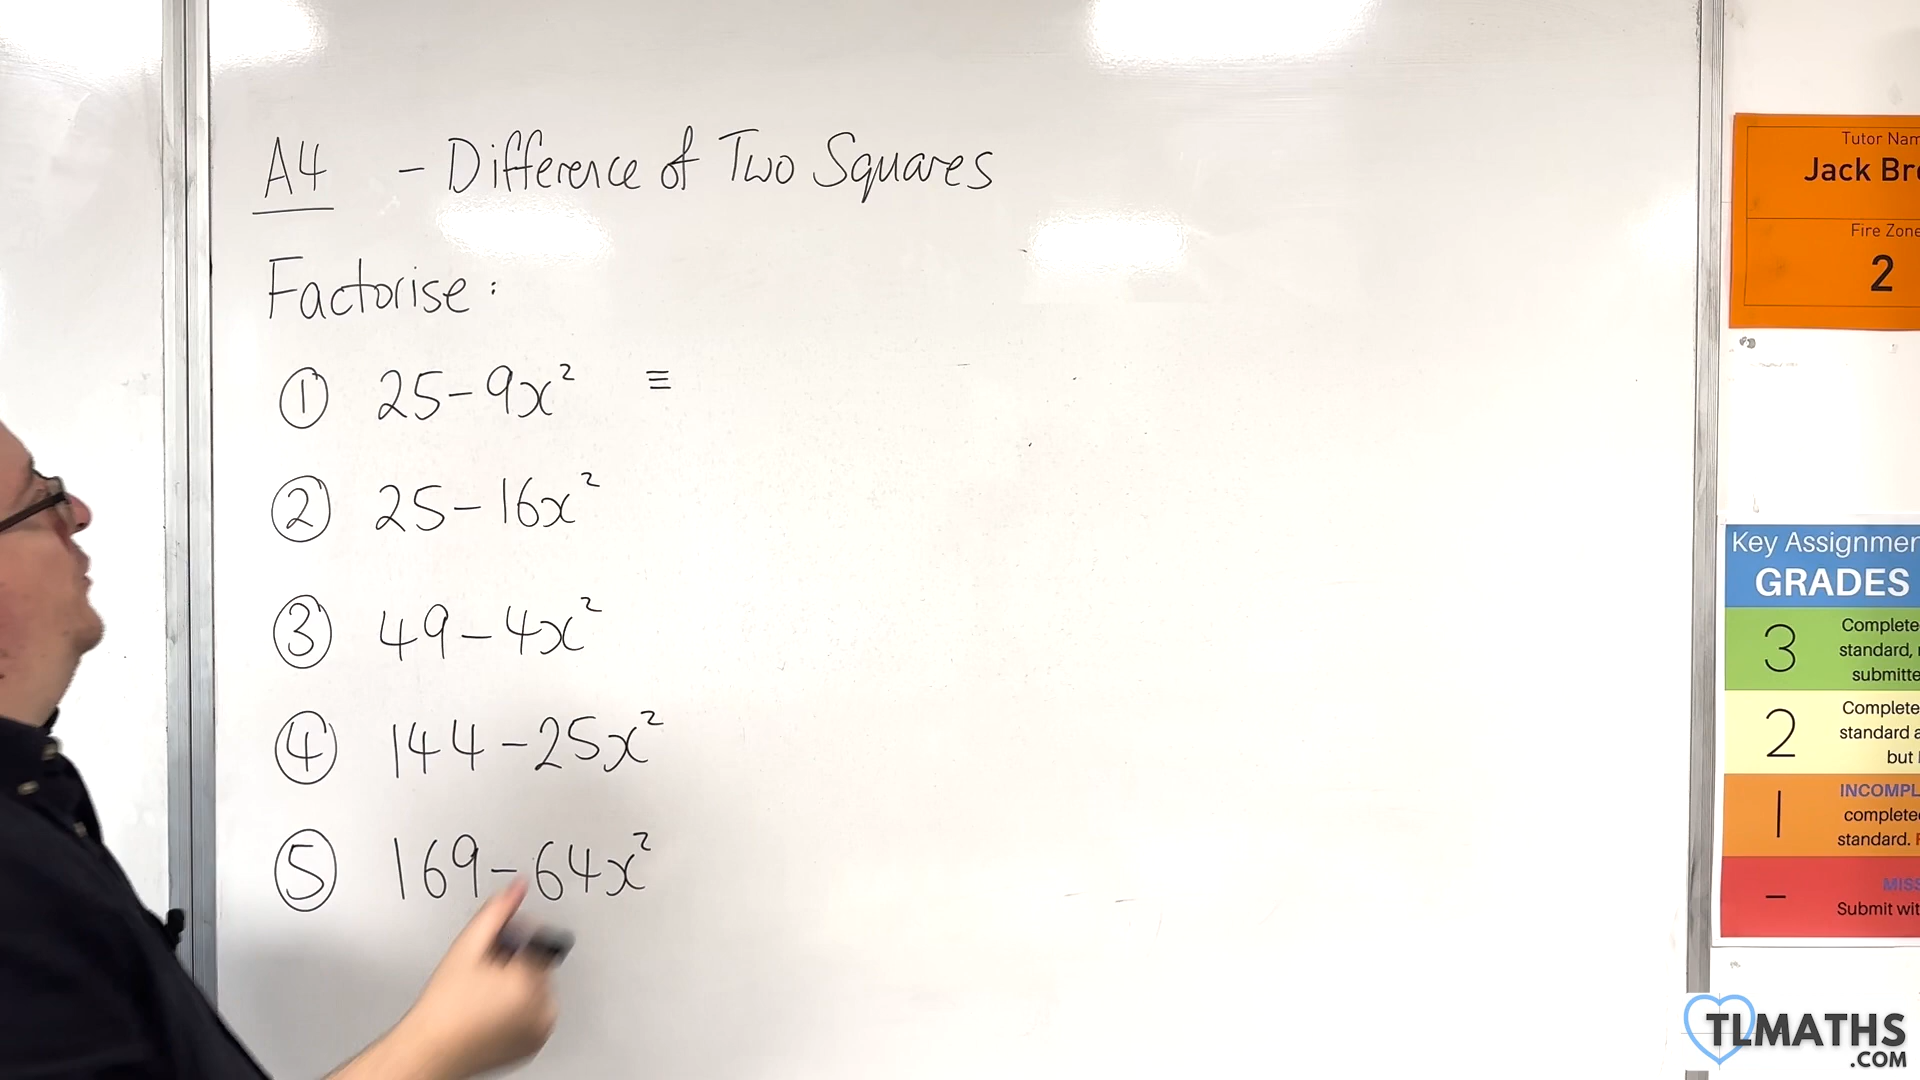 A4 - Difference of Two Squares
Factorise:
① 25-9x² ≡
② 25-16x²
③ 49-4x²
④ 144-25x²
⑤ 169-64x²
Tutor Nam
Jack Br
Fire Zone
2
Key Assignmen
GRADES
3 Complete
standard,
submitte
2 Complete
standard a
but
1 INCOMPL
complete
standard.
- MISS
Submit wit
TLMATHS
.COM